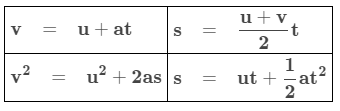 v = u + at
s = (u + v)/2 t
v² = u² + 2as
s = ut + 1/2 at²